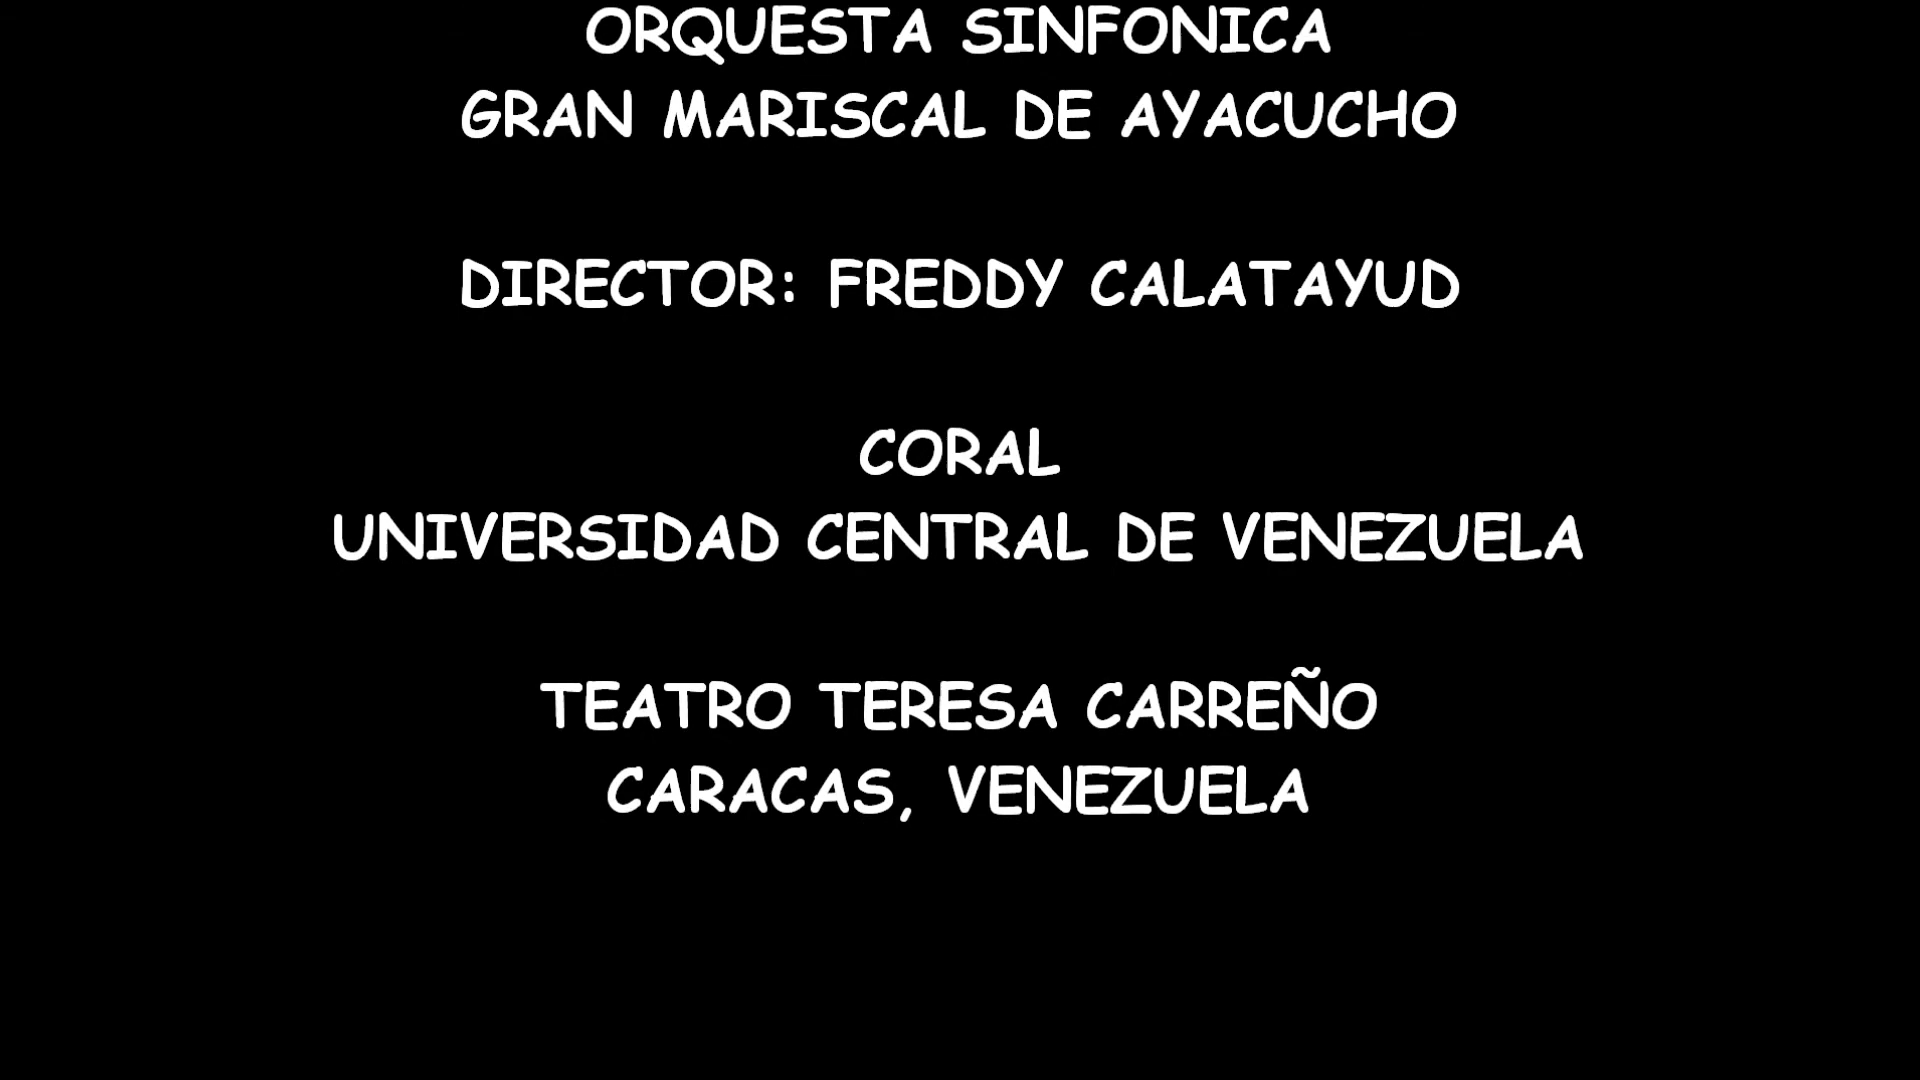 ORQUESTA SINFONICA
GRAN MARISCAL DE AYACUCHO
DIRECTOR: FREDDY CALATAYUD
CORAL
UNIVERSIDAD CENTRAL DE VENEZUELA
TEATRO TERESA CARREÑO
CARACAS, VENEZUELA